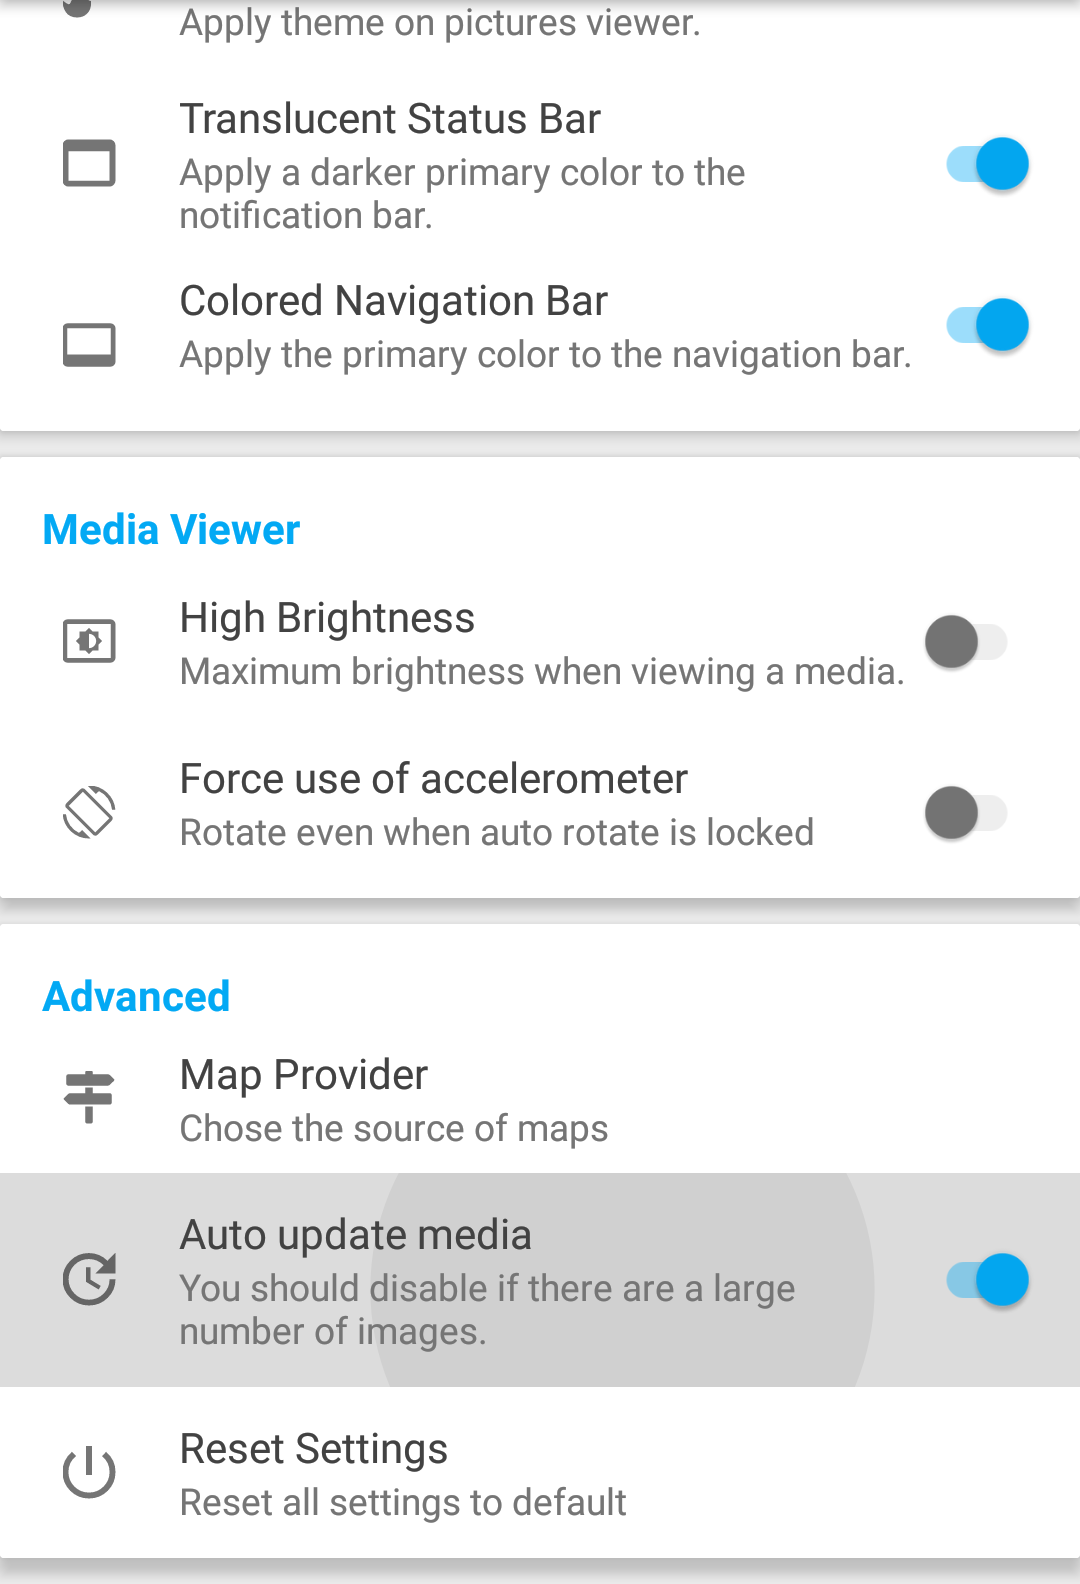 Apply theme on pictures viewer.
Translucent Status Bar
Apply a darker primary color to the
notification bar.
Colored Navigation Bar
Apply the primary color to the navigation bar.
Media Viewer
High Brightness
Maximum brightness when viewing a media.
Force use of accelerometer
Rotate even when auto rotate is locked
Advanced
Map Provider
Chose the source of maps
Auto update media
You should disable if there are a large
number of images.
Reset Settings
Reset all settings to default